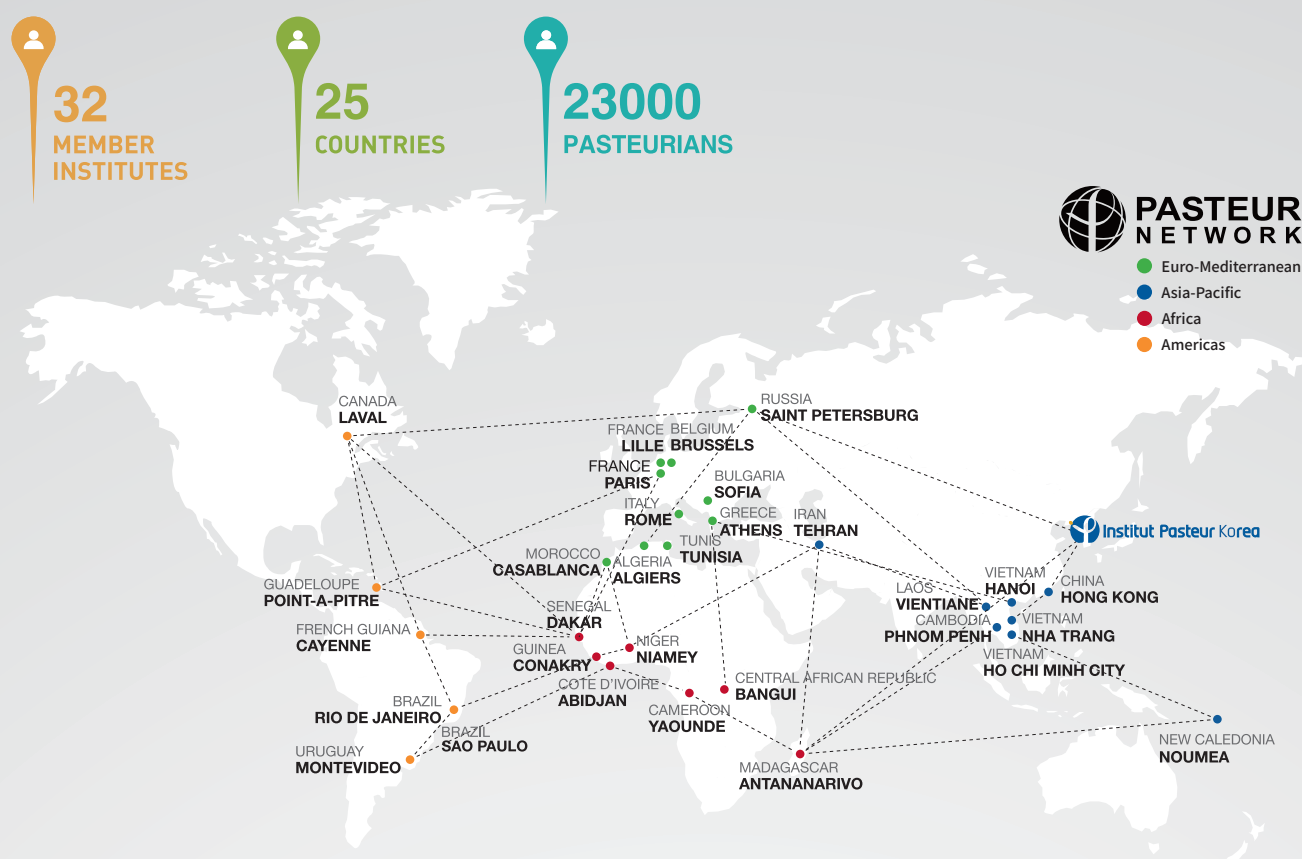 32
MEMBER
INSTITUTES
25
COUNTRIES
23000
PASTEURIANS
PASTEUR
NETWORK
Euro-Mediterranean
Asia-Pacific
Africa
Americas
CANADA
LAVAL
RUSSIA
SAINT PETERSBURG
FRANCE
LILLE
BELGIUM
BRUSSELS
FRANCE
PARIS
BULGARIA
SOFIA
ITALY
ROME
GREECE
ATHENS
IRAN
TEHRAN
Institut Pasteur Korea
TUNIS
TUNISIA
MOROCCO
CASABLANCA
ALGERIA
ALGIERS
GUADELOUPE
POINT-A-PITRE
SENEGAL
DAKAR
LAOS
VIENTIANE
VIETNAM
HANÓI
CHINA
HONG KONG
CAMBODIA
PHNOM PENH
VIETNAM
NHA TRANG
VIETNAM
HO CHI MINH CITY
FRENCH GUIANA
CAYENNE
GUINEA
CONAKRY
NIGER
NIAMEY
COTE D'IVOIRE
ABIDJAN
CENTRAL AFRICAN REPUBLIC
BANGUI
CAMEROON
YAOUNDE
BRAZIL
RIO DE JANEIRO
BRAZIL
SAO PAULO
URUGUAY
MONTEVIDEO
MADAGASCAR
ANTANANARIVO
NEW CALEDONIA
NOUMEA